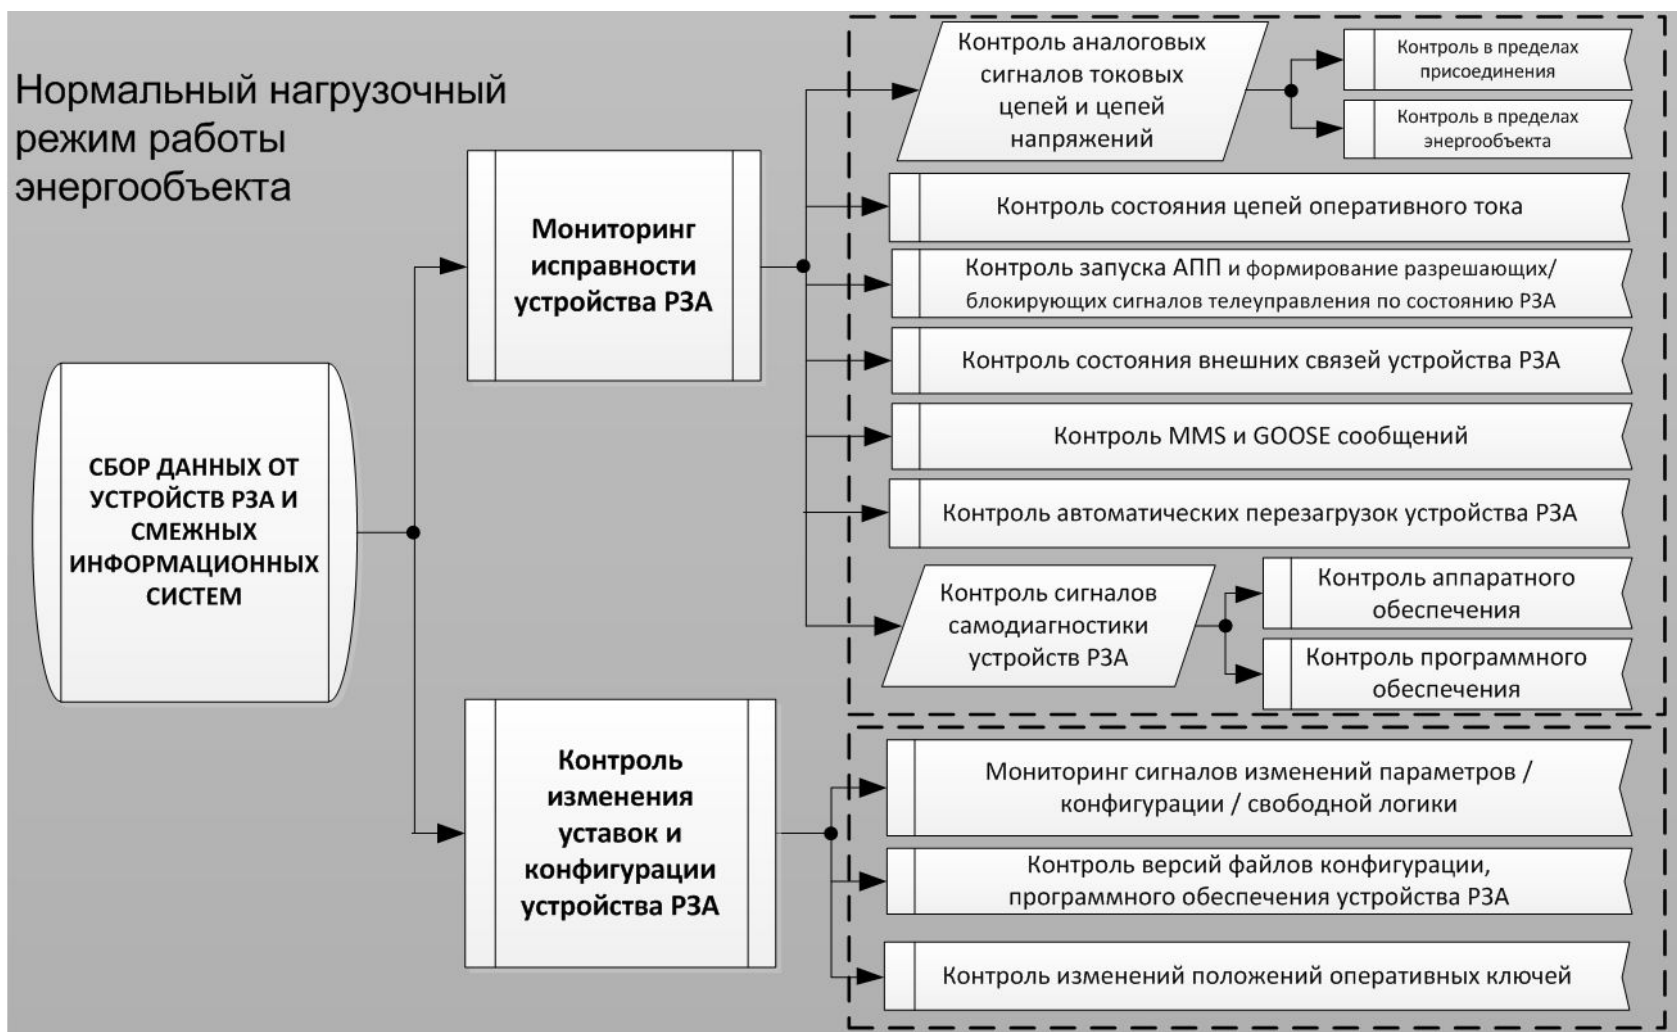 Нормальный нагрузочный
режим работы
энергообъекта
СБОР ДАННЫХ ОТ
УСТРОЙСТВ РЗА И
СМЕЖНЫХ
ИНФОРМАЦИОННЫХ
СИСТЕМ
Мониторинг
исправности
устройства РЗА
Контроль аналоговых
сигналов токовых
цепей и цепей
напряжений
Контроль в пределах
присоединения
Контроль в пределах
энергообъекта
Контроль состояния цепей оперативного тока
Контроль запуска АПП и формирование разрешающих/
блокирующих сигналов телеуправления по состоянию РЗА
Контроль состояния внешних связей устройства РЗА
Контроль MMS и GOOSE сообщений
Контроль автоматических перезагрузок устройства РЗА
Контроль сигналов
самодиагностики
устройств РЗА
Контроль аппаратного
обеспечения
Контроль программного
обеспечения
Контроль
изменения
уставок и
конфигурации
устройства РЗА
Мониторинг сигналов изменений параметров /
конфигурации / свободной логики
Контроль версий файлов конфигурации,
программного обеспечения устройства РЗА
Контроль изменений положений оперативных ключей